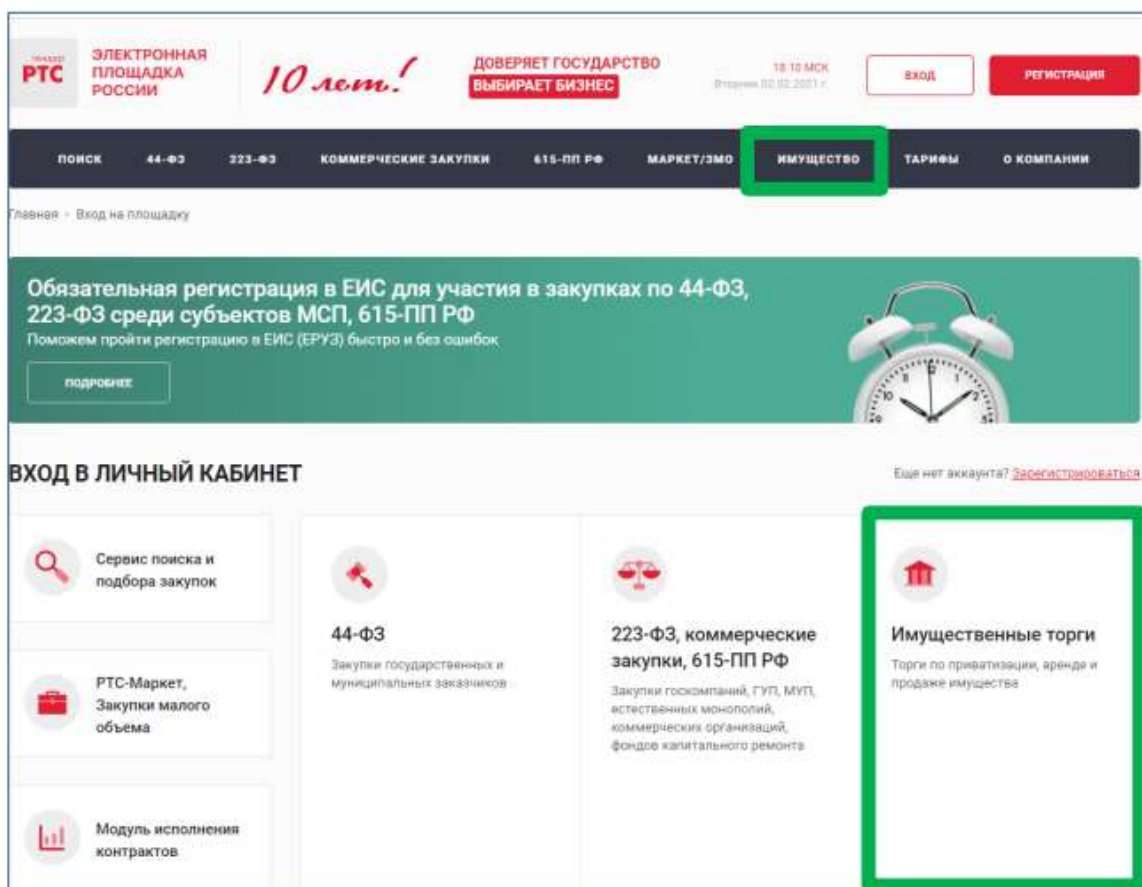 тендер
РТС
ЭЛЕКТРОННАЯ
ПЛОЩАДКА
РОССИИ
10 лет!
ДОВЕРЯЕТ ГОСУДАРСТВО
ВЫБИРАЕТ БИЗНЕС
18:10 МСК
Вторник 02.02.2021 г.
ВХОД
РЕГИСТРАЦИЯ
ПОИСК 44-ФЗ 223-ФЗ КОММЕРЧЕСКИЕ ЗАКУПКИ 615-ПП РФ МАРКЕТ/ЗМО ИМУЩЕСТВО ТАРИФЫ О КОМПАНИИ
Главная - Вход на площадку
Обязательная регистрация в ЕИС для участия в закупках по 44-ФЗ,
223-ФЗ среди субъектов МСП, 615-ПП РФ
Поможем пройти регистрацию в ЕИС (ЕРУЗ) быстро и без ошибок
ПОДРОБНЕЕ
ВХОД В ЛИЧНЫЙ КАБИНЕТ
Еще нет аккаунта? Зарегистрироваться
Сервис поиска и
подбора закупок
РТС-Маркет,
Закупки малого
объема
Модуль исполнения
контрактов
44-ФЗ
Закупки государственных и
муниципальных заказчиков
223-ФЗ, коммерческие
закупки, 615-ПП РФ
Закупки госкомпаний, ГУП, МУП,
естественных монополий,
коммерческих организаций,
фондов капитального ремонта
Имущественные торги
Торги по приватизации, аренде и
продаже имущества